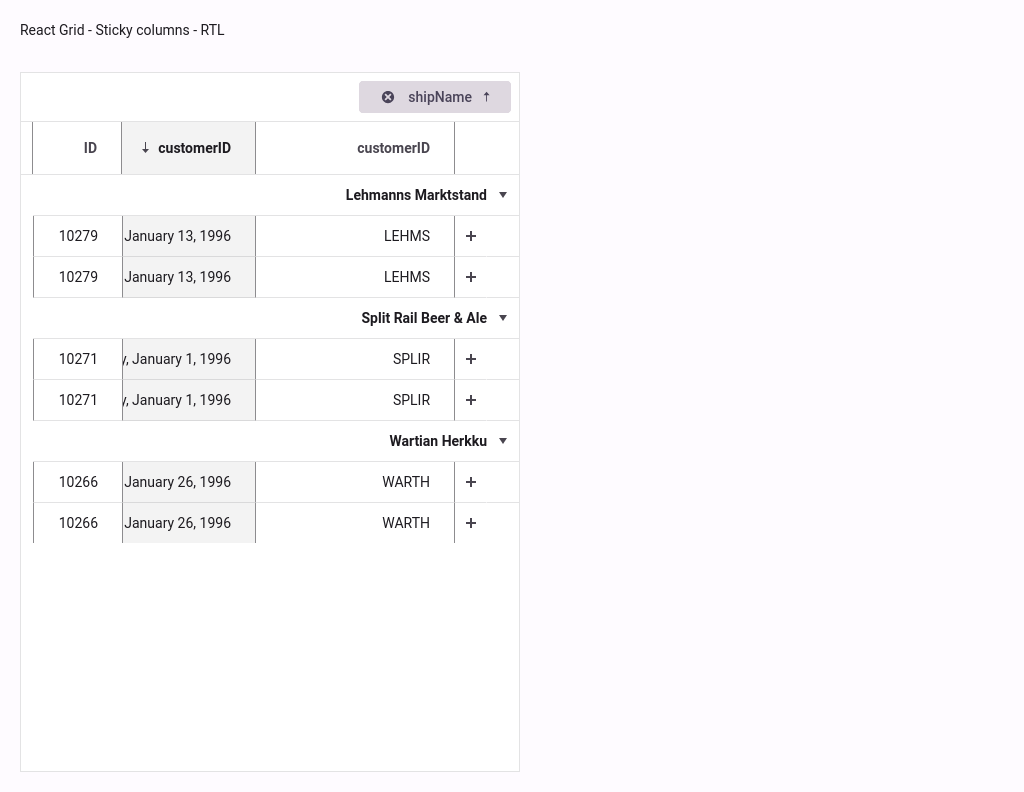 React Grid - Sticky columns - RTL
shipName ↑
ID ↓ customerID customerID
Lehmanns Marktstand
10279 January 13, 1996 LEHMS +
10279 January 13, 1996 LEHMS +
Split Rail Beer & Ale
10271 , January 1, 1996 SPLIR +
10271 , January 1, 1996 SPLIR +
Wartian Herkku
10266 January 26, 1996 WARTH +
10266 January 26, 1996 WARTH +